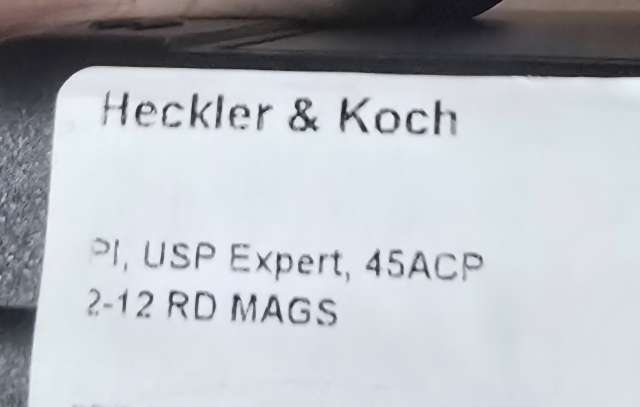 Heckler & Koch
PI, USP Expert, 45ACP
2-12 RD MAGS